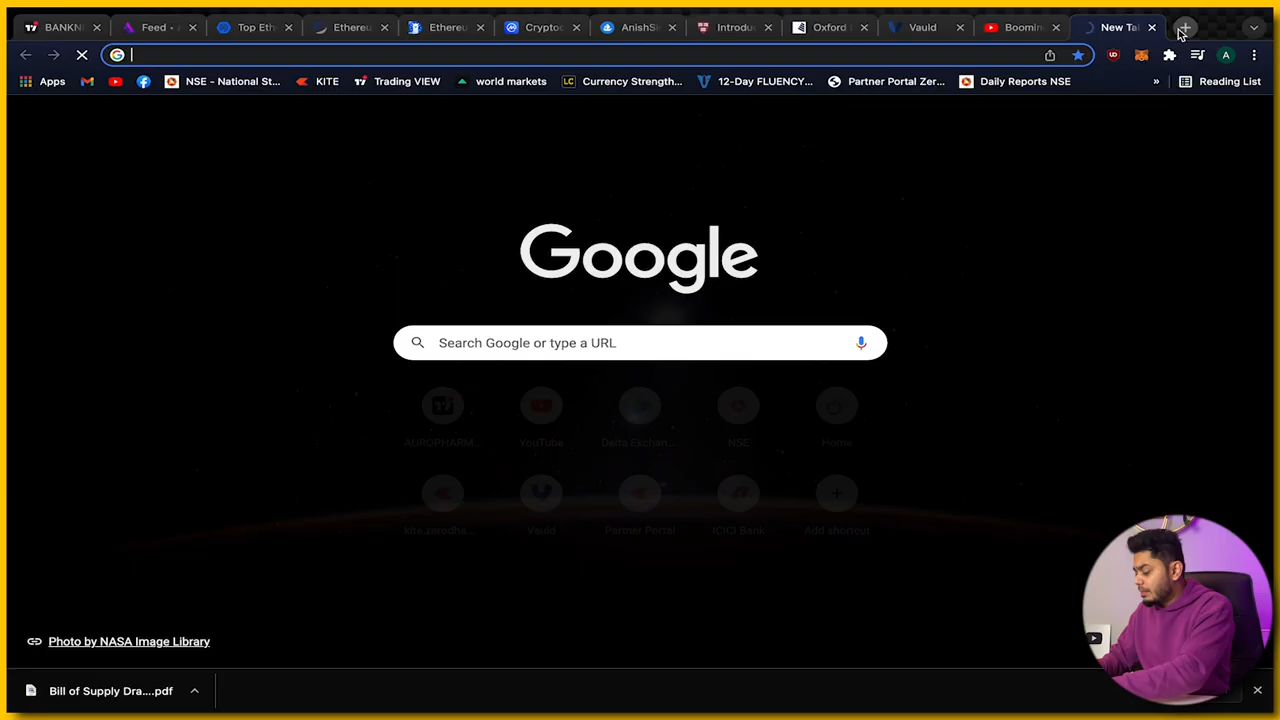 BANKN
Feed -
Top Eth
Ethereu
Ethereu
Cryptoc
AnishSi
Introduc
Oxford
Vauld
Boomin
New Tab
Apps
NSE - National St...
KITE
Trading VIEW
world markets
LC Currency Strength...
12-Day FLUENCY...
Partner Portal Zer...
Daily Reports NSE
»
Reading List
A
Google
Search Google or type a URL
AUROPHARM...
YouTube
Delta Exchan...
NSE
Home
kite.zerodha...
Vauld
Partner Portal
ICICI Bank
Add shortcut
Photo by NASA Image Library
Bill of Supply Dra....pdf